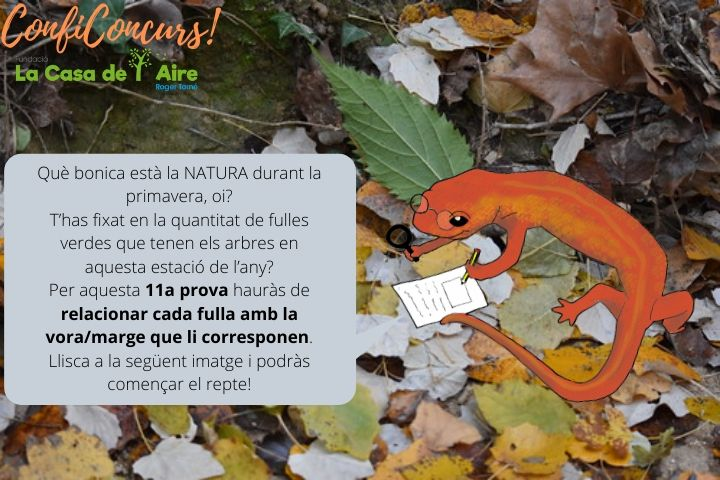 ConfiConcurs!
Fundació
La Casa de l'Aire
Roger Torné
Què bonica està la NATURA durant la
primavera, oi?
T'has fixat en la quantitat de fulles
verdes que tenen els arbres en
aquesta estació de l'any?
Per aquesta 11a prova hauràs de
relacionar cada fulla amb la
vora/marge que li corresponen.
Llisca a la següent imatge i podràs
començar el repte!